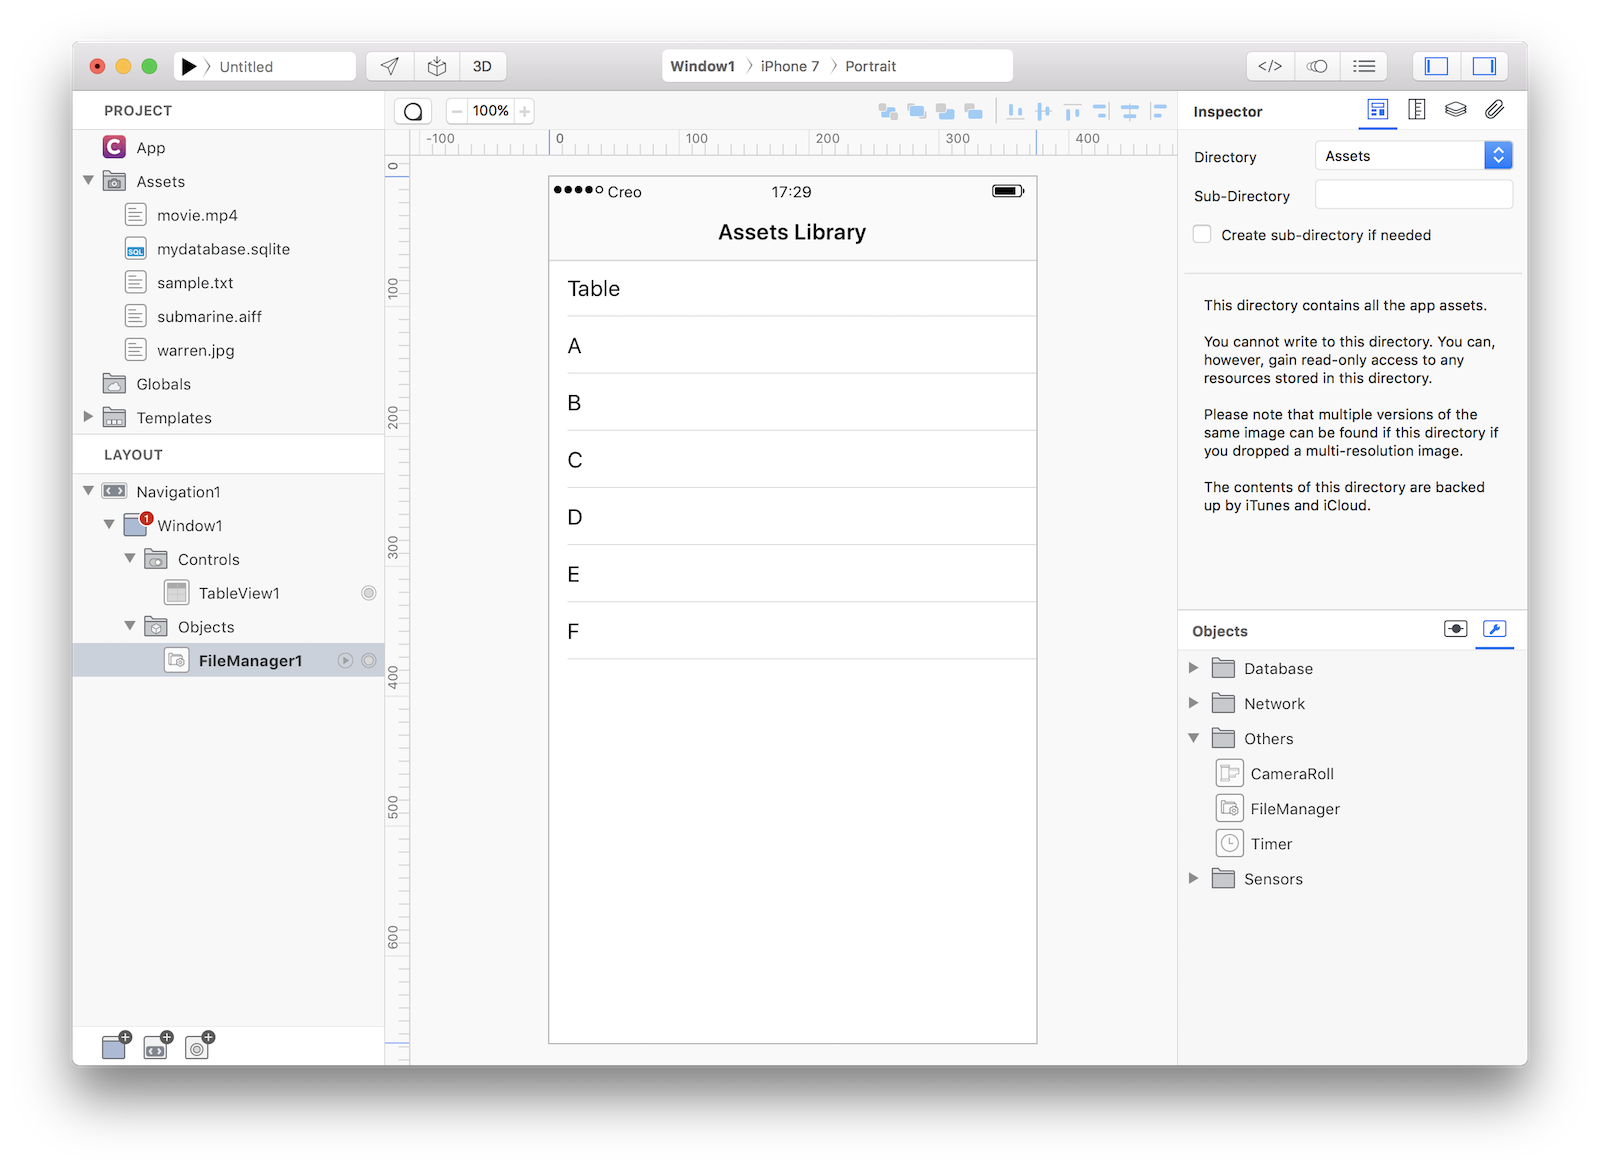 Untitled
3D
Window1
iPhone 7
Portrait
</>
PROJECT
App
Assets
movie.mp4
SQL
mydatabase.sqlite
sample.txt
submarine.aiff
warren.jpg
Globals
Templates
LAYOUT
Navigation1
1
Window1
Controls
TableView1
Objects
FileManager1
100%
-100
0
100
200
300
400
0
100
200
300
400
500
600
Creo
17:29
Assets Library
Table
A
B
C
D
E
F
Inspector
Directory
Assets
Sub-Directory
Create sub-directory if needed
This directory contains all the app assets.
You cannot write to this directory. You can,
however, gain read-only access to any
resources stored in this directory.
Please note that multiple versions of the
same image can be found if this directory if
you dropped a multi-resolution image.
The contents of this directory are backed
up by iTunes and iCloud.
Objects
Database
Network
Others
CameraRoll
FileManager
Timer
Sensors